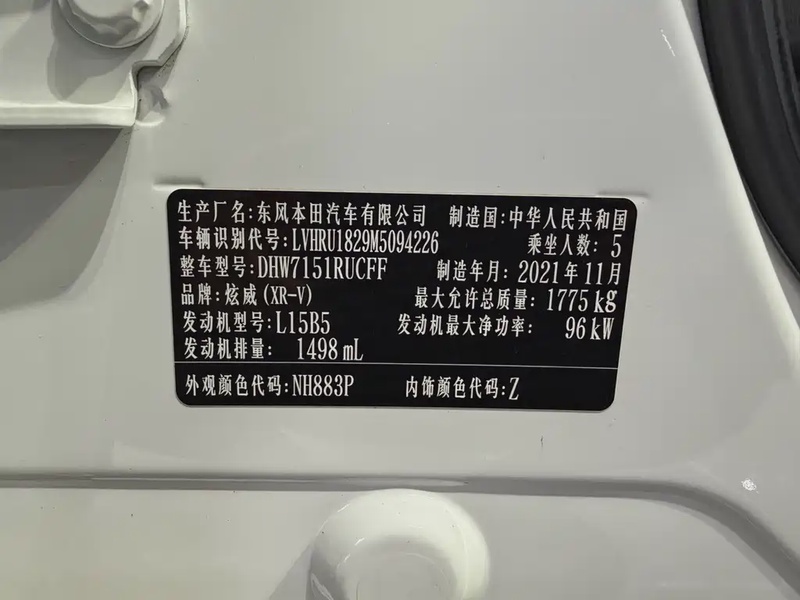 生产厂名:东风本田汽车有限公司 制造国:中华人民共和国
车辆识别代号:LVHRU1829M5094226 乘坐人数: 5
整车型号:DHW7151RUCFF 制造年月: 2021年11月
品牌: 炫威(XR-V) 最大允许总质量: 1775kg
发动机型号:L15B5 发动机最大净功率: 96kW
发动机排量: 1498mL
外观颜色代码:NH883P 内饰颜色代码:Z